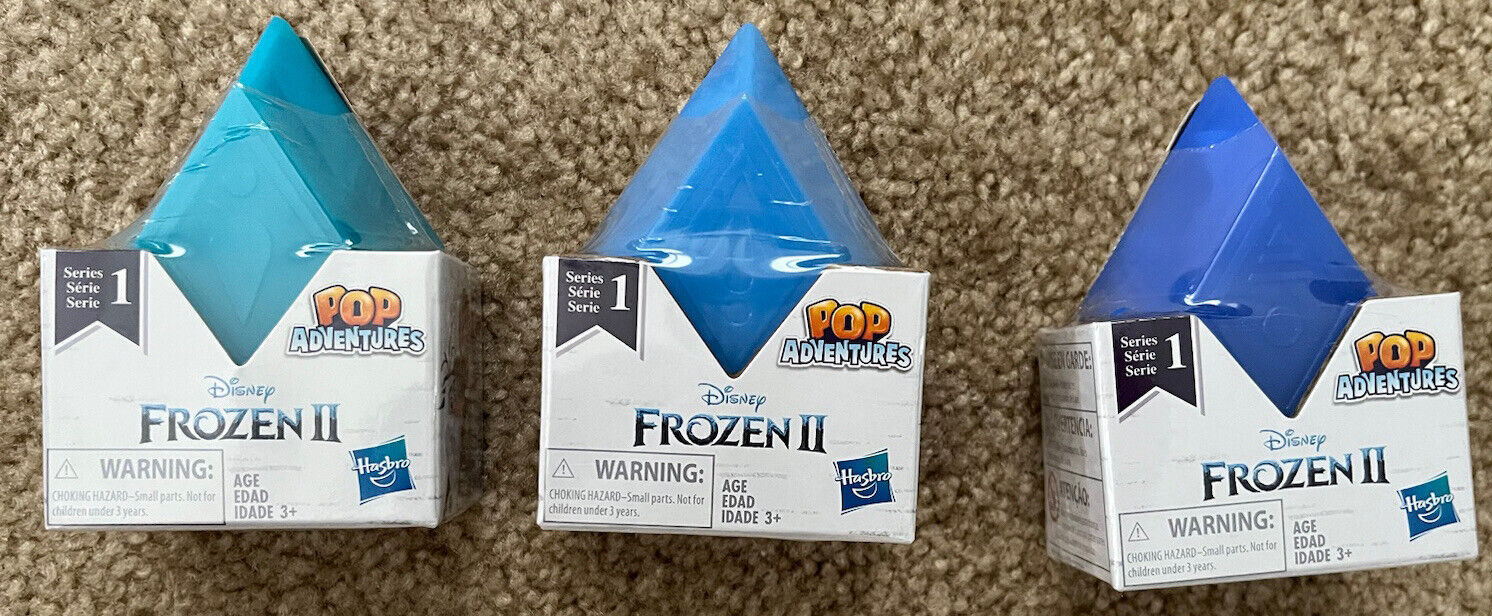 Series
Série
Serie
1
POP
ADVENTURES
Disney
FROZEN II
WARNING:
CHOKING HAZARD–Small parts. Not for
children under 3 years.
AGE
EDAD
IDADE 3+
Hasbro
Series
Série
Serie
1
POP
ADVENTURES
Disney
FROZEN II
WARNING:
CHOKING HAZARD–Small parts. Not for
children under 3 years.
AGE
EDAD
IDADE 3+
Hasbro
EN GARDE:
ATENÇÃO:
Series
Série
Serie
1
POP
ADVENTURES
Disney
FROZEN II
WARNING:
CHOKING HAZARD–Small parts. Not for
children under 3 years.
AGE
EDAD
IDADE 3+
Hasbro